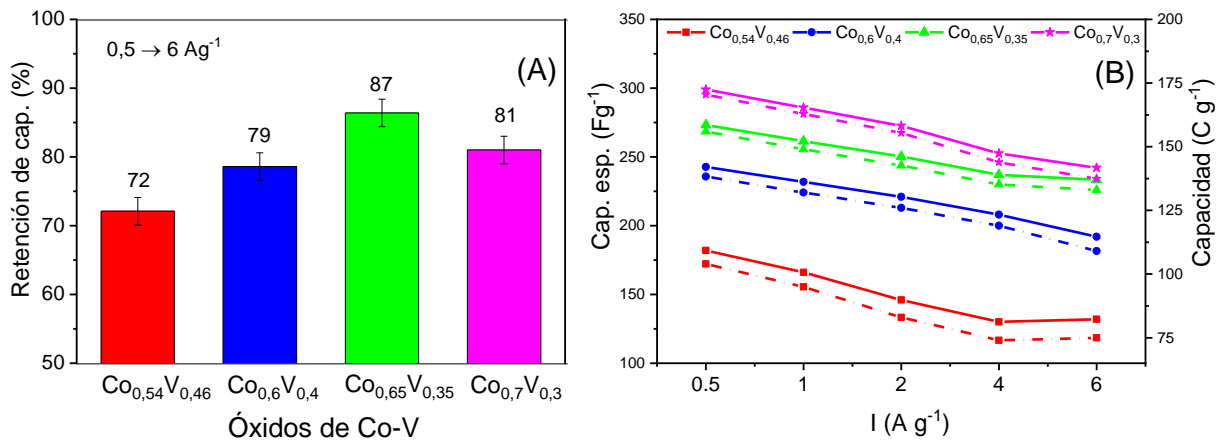 0,5 → 6 Ag⁻¹
(A)
Retención de cap. (%)
100
90
80
70
60
50
72
79
87
81
Co₀,₅₄V₀,₄₆
Co₀,₆V₀,₄
Co₀,₆₅V₀,₃₅
Co₀,₇V₀,₃
Óxidos de Co-V
Co₀,₅₄V₀,₄₆ Co₀,₆V₀,₄ Co₀,₆₅V₀,₃₅ Co₀,₇V₀,₃
(B)
Cap. esp. (Fg⁻¹)
350
300
250
200
150
100
Capacidad (C g⁻¹)
200
175
150
125
100
75
0.5 1 2 4 6
I (A g⁻¹)